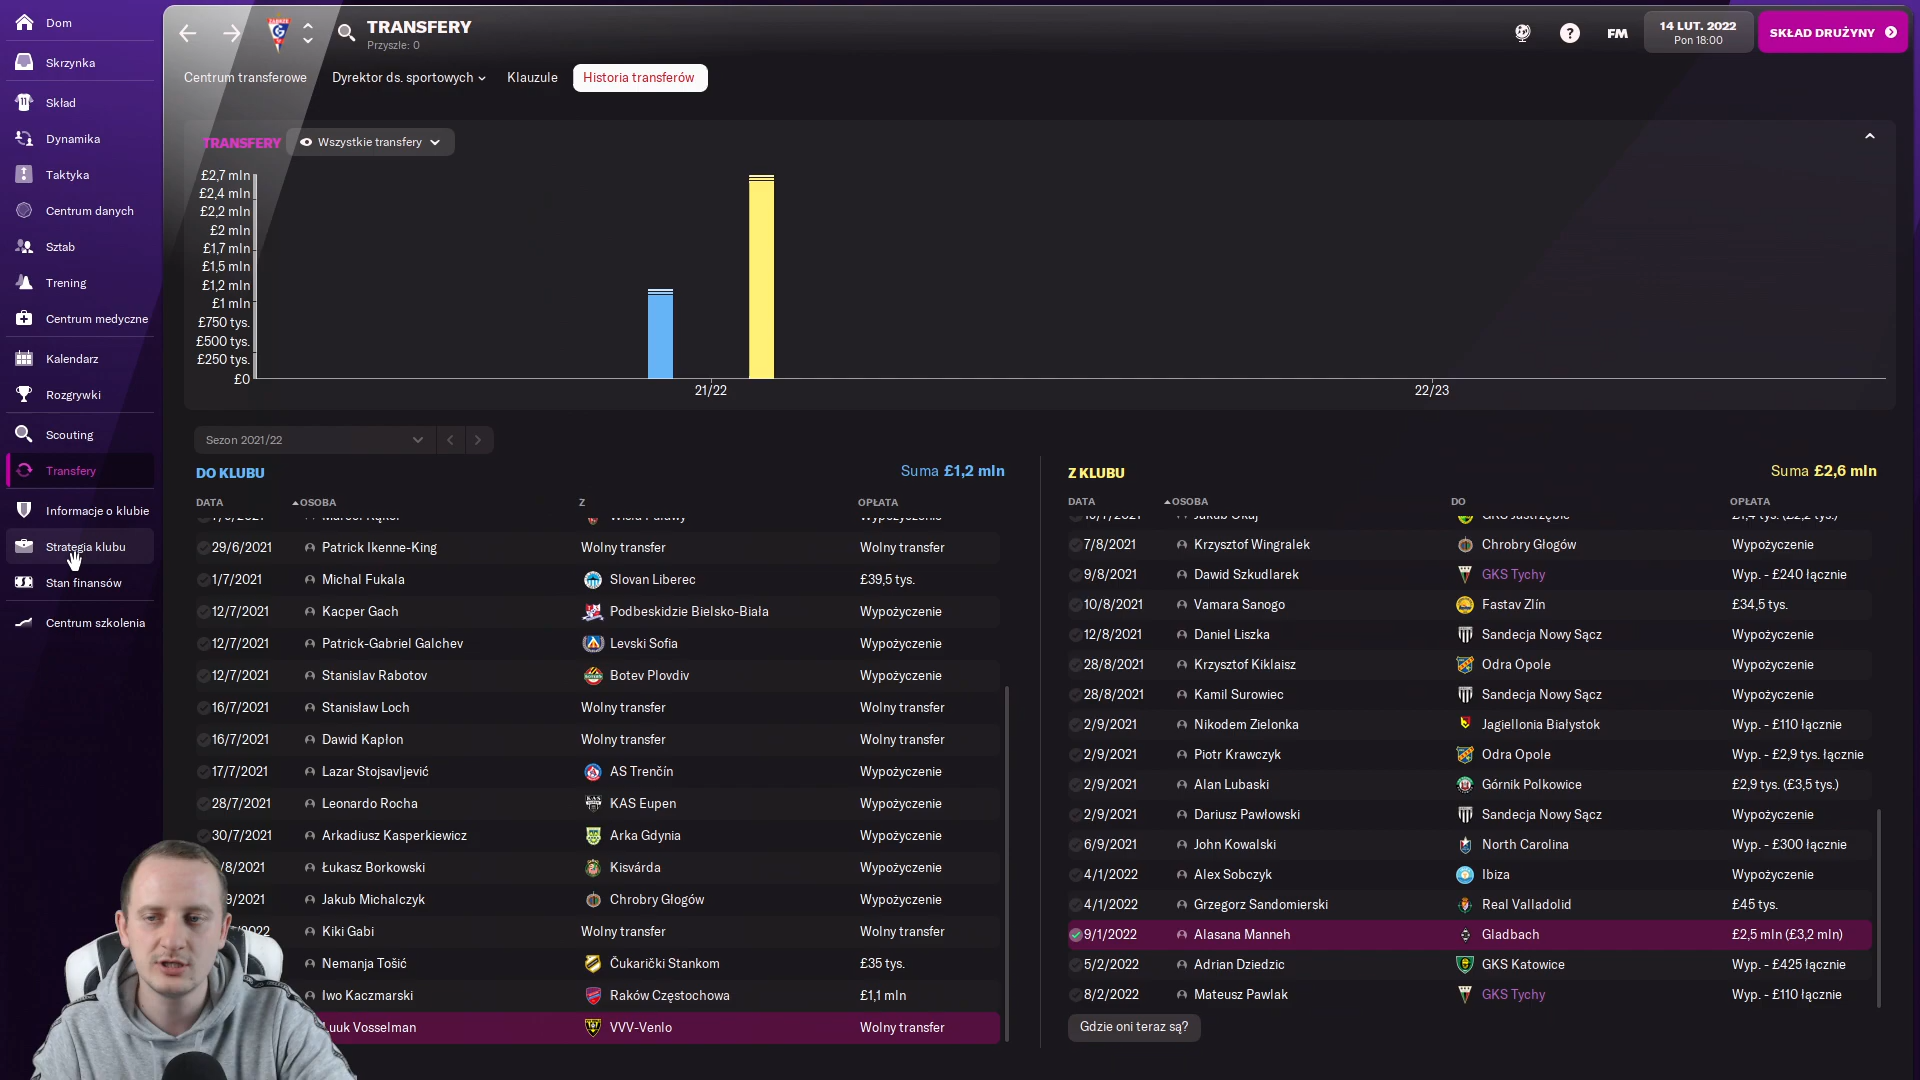 Dom
Skrzynka
Skład
Dynamika
Taktyka
Centrum danych
Sztab
Trening
Centrum medyczne
Kalendarz
Rozgrywki
Scouting
Transfery
Informacje o klubie
Strategia klubu
Stan finansów
Centrum szkolenia
TRANSFERY
Przyszłe: 0
FM
14 LUT. 2022
Pon 18:00
SKŁAD DRUŻYNY
Centrum transferowe
Dyrektor ds. sportowych
Klauzule
Historia transferów
TRANSFERY
Wszystkie transfery
£2,7 mln
£2,4 mln
£2,2 mln
£2 mln
£1,7 mln
£1,5 mln
£1,2 mln
£1 mln
£750 tys.
£500 tys.
£250 tys.
£0
21/22
22/23
Sezon 2021/22
DO KLUBU
Suma £1,2 mln
DATA OSOBA Z OPŁATA
29/6/2021 Patrick Ikenne-King Wolny transfer Wolny transfer
1/7/2021 Michal Fukala Slovan Liberec £39,5 tys.
12/7/2021 Kacper Gach Podbeskidzie Bielsko-Biała Wypożyczenie
12/7/2021 Patrick-Gabriel Galchev Levski Sofia Wypożyczenie
12/7/2021 Stanislav Rabotov Botev Plovdiv Wypożyczenie
16/7/2021 Stanisław Loch Wolny transfer Wolny transfer
16/7/2021 Dawid Kapłon Wolny transfer Wolny transfer
17/7/2021 Lazar Stojsavljević AS Trenčín Wypożyczenie
28/7/2021 Leonardo Rocha KAS Eupen Wypożyczenie
30/7/2021 Arkadiusz Kasperkiewicz Arka Gdynia Wypożyczenie
/8/2021 Łukasz Borkowski Kisvárda Wypożyczenie
9/2021 Jakub Michalczyk Chrobry Głogów Wypożyczenie
2022 Kiki Gabi Wolny transfer Wolny transfer
Nemanja Tošić Čukarički Stankom £35 tys.
Iwo Kaczmarski Raków Częstochowa £1,1 mln
Luuk Vosselman VVV-Venlo Wolny transfer
Z KLUBU
Suma £2,6 mln
DATA OSOBA DO OPŁATA
7/8/2021 Krzysztof Wingralek Chrobry Głogów Wypożyczenie
9/8/2021 Dawid Szkudlarek GKS Tychy Wyp. - £240 łącznie
10/8/2021 Vamara Sanogo Fastav Zlín £34,5 tys.
12/8/2021 Daniel Liszka Sandecja Nowy Sącz Wypożyczenie
28/8/2021 Krzysztof Kiklaisz Odra Opole Wypożyczenie
28/8/2021 Kamil Surowiec Sandecja Nowy Sącz Wypożyczenie
2/9/2021 Nikodem Zielonka Jagiellonia Białystok Wyp. - £110 łącznie
2/9/2021 Piotr Krawczyk Odra Opole Wyp. - £2,9 tys. łącznie
2/9/2021 Alan Lubaski Górnik Polkowice £2,9 tys. (£3,5 tys.)
2/9/2021 Dariusz Pawłowski Sandecja Nowy Sącz Wypożyczenie
6/9/2021 John Kowalski North Carolina Wyp. - £300 łącznie
4/1/2022 Alex Sobczyk Ibiza Wypożyczenie
4/1/2022 Grzegorz Sandomierski Real Valladolid £45 tys.
9/1/2022 Alasana Manneh Gladbach £2,5 mln (£3,2 mln)
5/2/2022 Adrian Dziedzic GKS Katowice Wyp. - £425 łącznie
8/2/2022 Mateusz Pawlak GKS Tychy Wyp. - £110 łącznie
Gdzie oni teraz są?